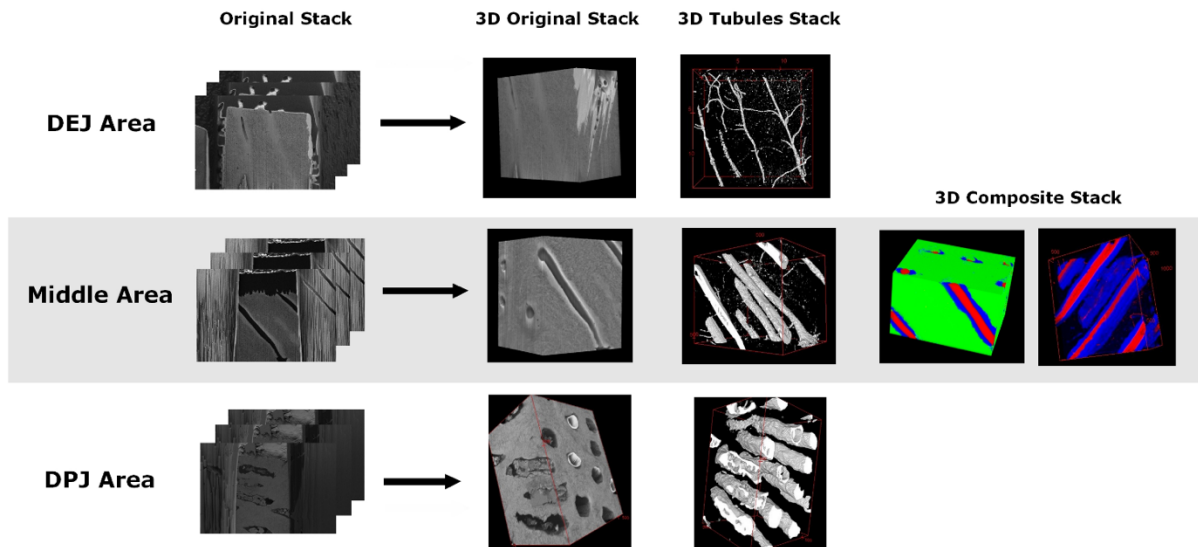 Original Stack
3D Original Stack
3D Tubules Stack
DEJ Area
3D Composite Stack
Middle Area
DPJ Area